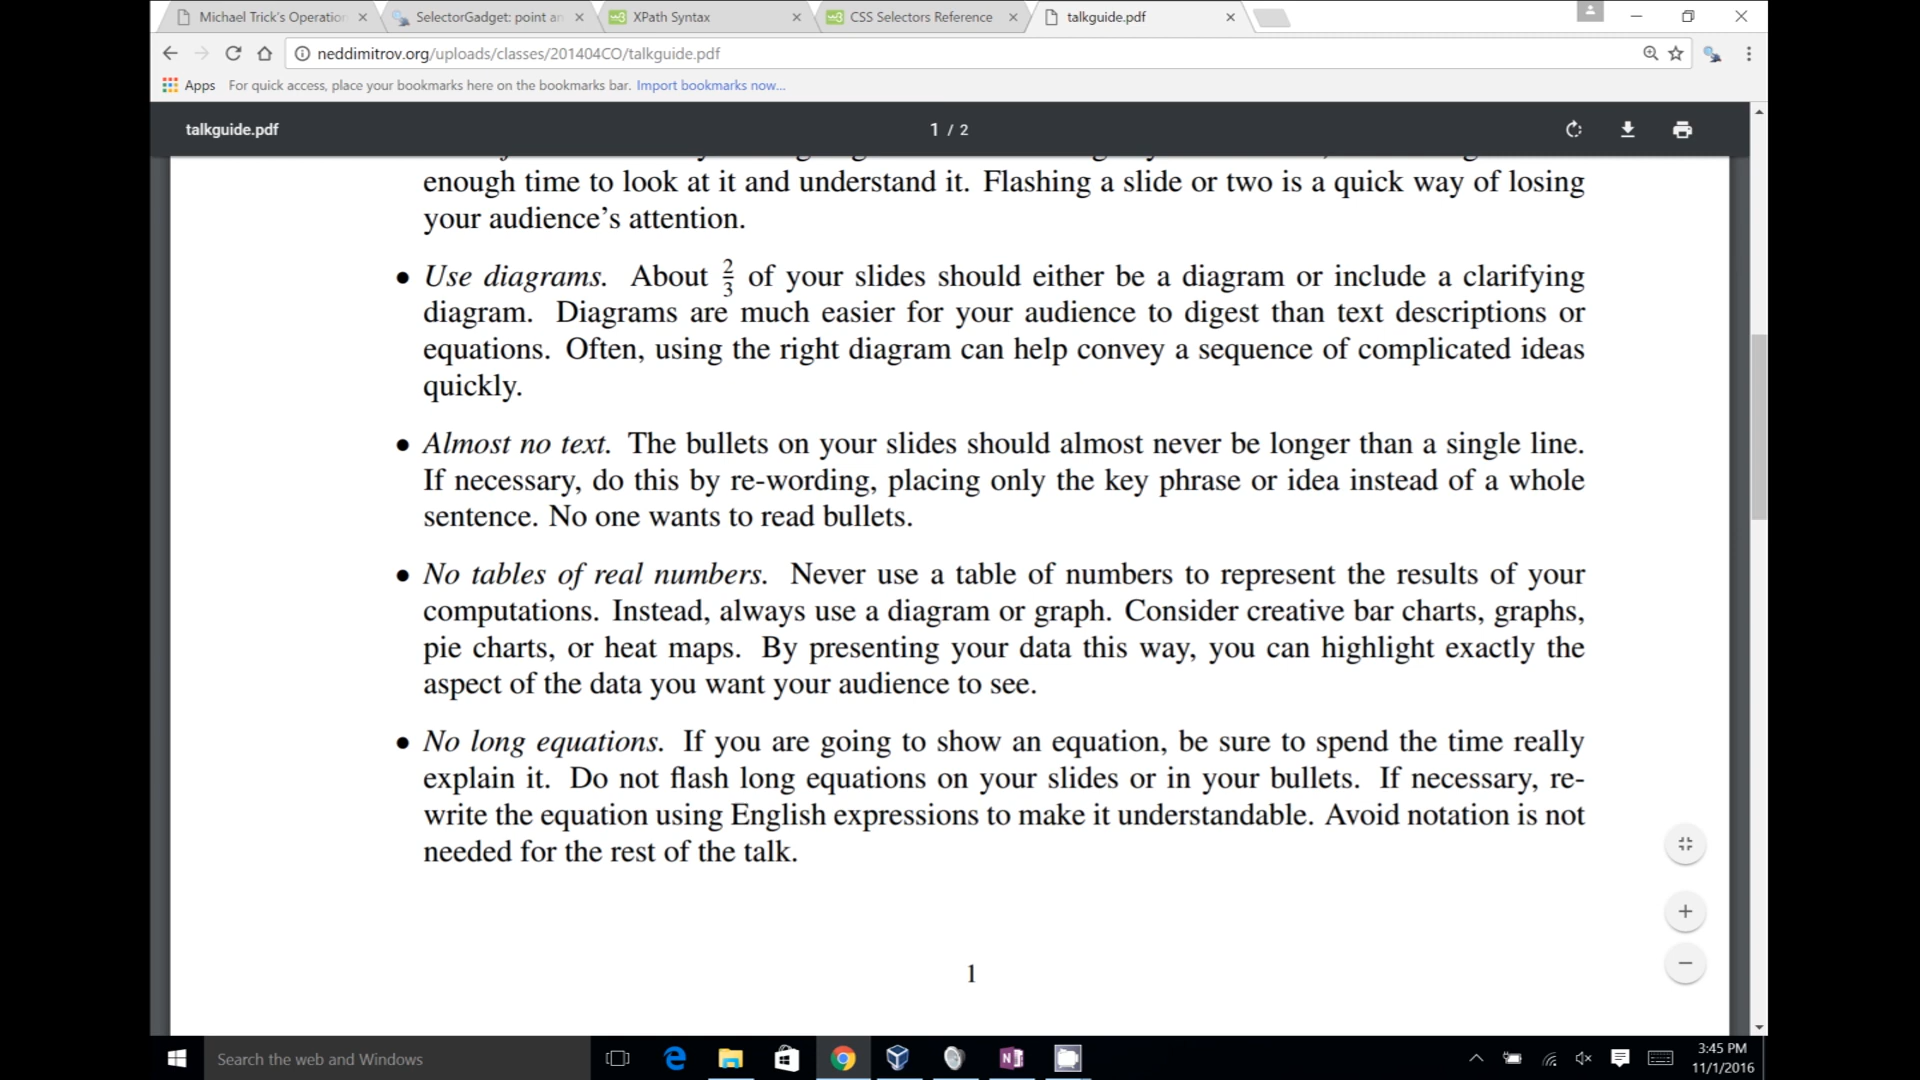 Michael Trick's Operation
SelectorGadget: point an
XPath Syntax
CSS Selectors Reference
talkguide.pdf
neddimitrov.org/uploads/classes/201404CO/talkguide.pdf
Apps For quick access, place your bookmarks here on the bookmarks bar. Import bookmarks now...
talkguide.pdf 1 / 2
enough time to look at it and understand it. Flashing a slide or two is a quick way of losing
your audience's attention.
• Use diagrams. About 2/3 of your slides should either be a diagram or include a clarifying
diagram. Diagrams are much easier for your audience to digest than text descriptions or
equations. Often, using the right diagram can help convey a sequence of complicated ideas
quickly.
• Almost no text. The bullets on your slides should almost never be longer than a single line.
If necessary, do this by re-wording, placing only the key phrase or idea instead of a whole
sentence. No one wants to read bullets.
• No tables of real numbers. Never use a table of numbers to represent the results of your
computations. Instead, always use a diagram or graph. Consider creative bar charts, graphs,
pie charts, or heat maps. By presenting your data this way, you can highlight exactly the
aspect of the data you want your audience to see.
• No long equations. If you are going to show an equation, be sure to spend the time really
explain it. Do not flash long equations on your slides or in your bullets. If necessary, re-
write the equation using English expressions to make it understandable. Avoid notation is not
needed for the rest of the talk.
1
Search the web and Windows
3:45 PM
11/1/2016